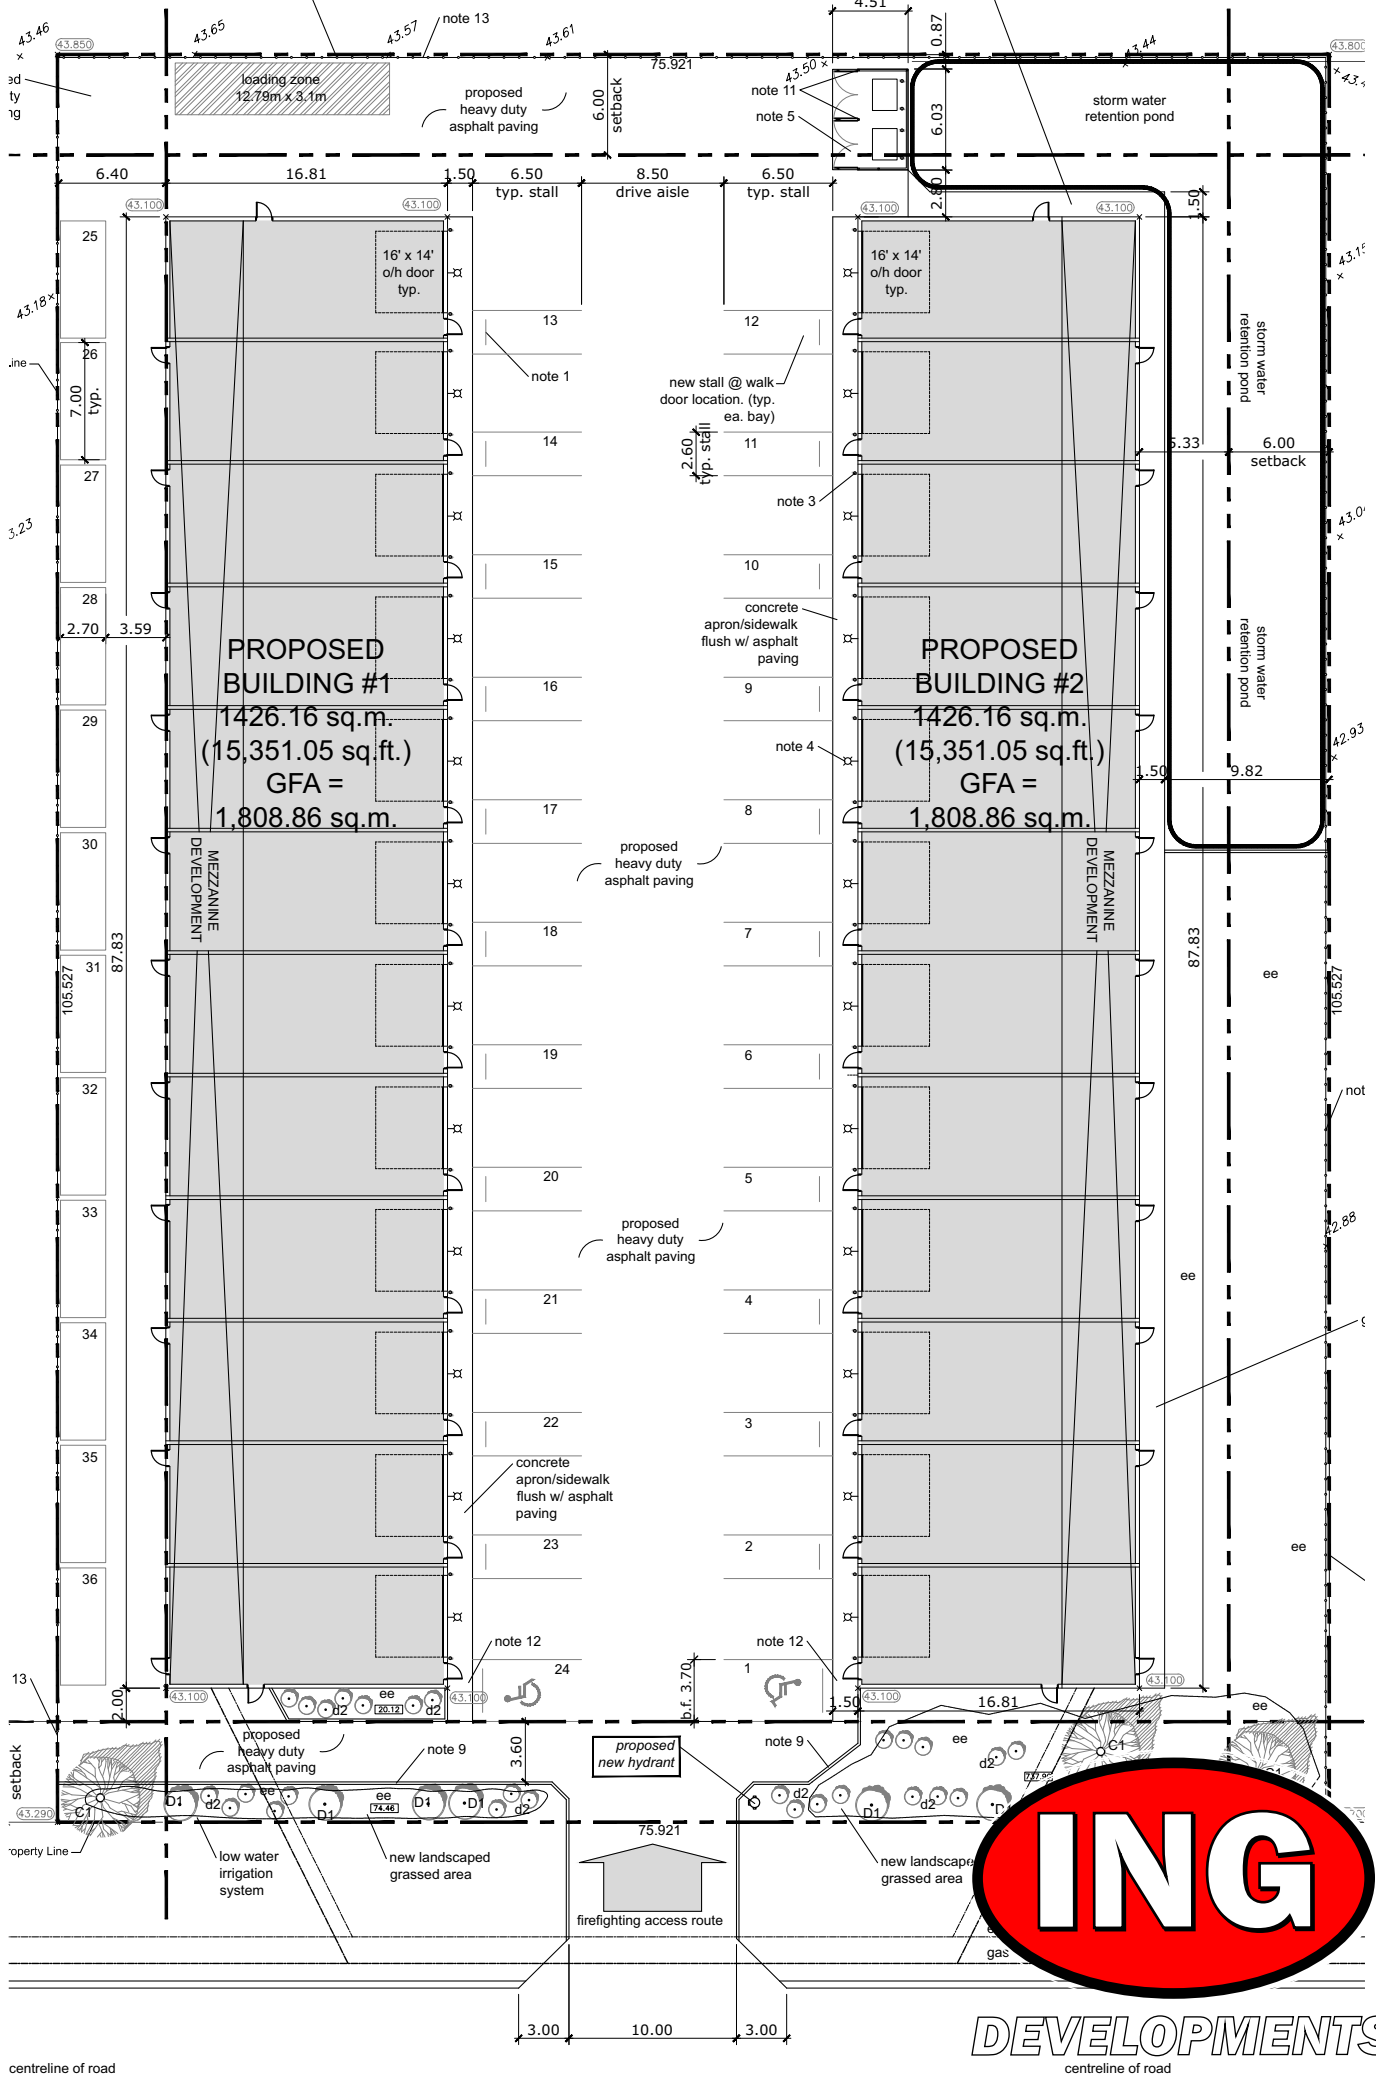 4.51
43.46
43.65
43.57
note 13
43.61
0.87
43.44
43.850
43.800
75.921
43.50
loading zone
12.79m x 3.1m
proposed
heavy duty
asphalt paving
6.00
setback
note 11
note 5
6.03
storm water
retention pond
6.40
16.81
1.50
6.50
typ. stall
8.50
drive aisle
6.50
typ. stall
2.80
1.50
43.100
43.100
43.100
43.100
25
16' x 14'
o/h door
typ.
16' x 14'
o/h door
typ.
43.15
43.18
13
12
storm water
retention pond
26
7.00
typ.
note 1
new stall @ walk
door location. (typ.
ea. bay)
14
2.60
typ. stall
11
5.33
6.00
setback
27
note 3
15
10
28
2.70
3.59
concrete
apron/sidewalk
flush w/ asphalt
paving
storm water
retention pond
PROPOSED
BUILDING #1
1426.16 sq.m.
(15,351.05 sq.ft.)
GFA =
1,808.86 sq.m.
PROPOSED
BUILDING #2
1426.16 sq.m.
(15,351.05 sq.ft.)
GFA =
1,808.86 sq.m.
16
9
29
note 4
42.93
1.50
9.82
17
8
30
MEZZANINE
DEVELOPMENT
proposed
heavy duty
asphalt paving
MEZZANINE
DEVELOPMENT
18
7
87.83
87.83
31
105.527
ee
105.527
19
6
32
20
5
33
proposed
heavy duty
asphalt paving
42.88
ee
21
4
34
22
3
35
concrete
apron/sidewalk
flush w/ asphalt
paving
23
2
ee
36
note 12
note 12
13
24
1
b.f. 3.70
43.100
2.00
ee
d2
20.12
d2
43.100
1.50
43.100
16.81
ee
setback
proposed
heavy duty
asphalt paving
note 9
3.60
proposed
new hydrant
note 9
ee
d2
C1
43.290
C1
D1
d2
ee
D1
ee
74.46
D1
D1
d2
d2
D1
d2
75.921
low water
irrigation
system
new landscaped
grassed area
new landscape
grassed area
firefighting access route
gas
ING
DEVELOPMENTS
3.00
10.00
3.00
centreline of road
centreline of road